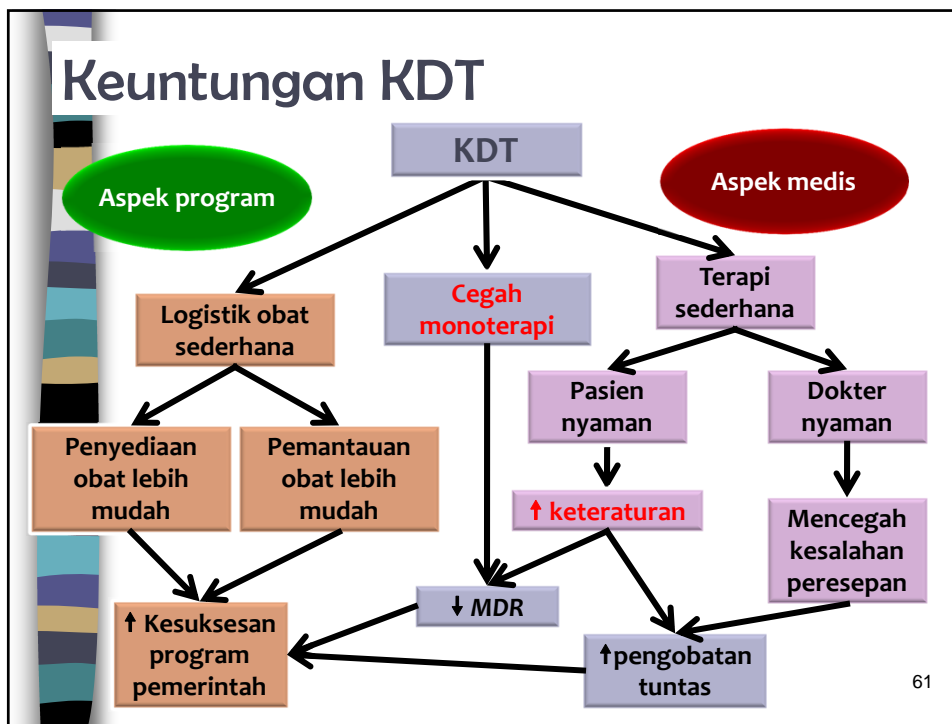 Keuntungan KDT
KDT
Aspek program
Aspek medis
Logistik obat
sederhana
Cegah
monoterapi
Terapi
sederhana
Pasien
nyaman
Dokter
nyaman
Penyediaan
obat lebih
mudah
Pemantauan
obat lebih
mudah
↑ keteraturan
Mencegah
kesalahan
peresepan
↓ MDR
↑ Kesuksesan
program
pemerintah
↑pengobatan
tuntas
61